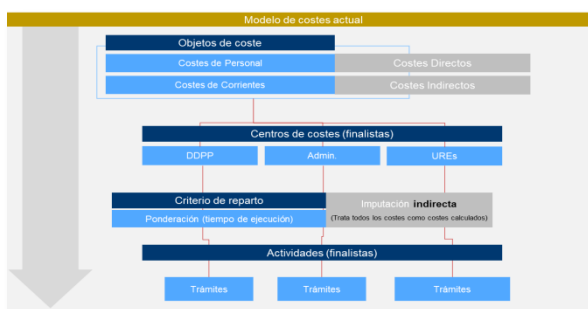 Modelo de costes actual
Objetos de coste
Costes de Personal
Costes Directos
Costes de Corrientes
Costes Indirectos
Centros de costes (finalistas)
DDPP
Admin.
UREs
Criterio de reparto
Imputación indirecta
Ponderación (tiempo de ejecución)
(Trata todos los costes como costes calculados)
Actividades (finalistas)
Trámites
Trámites
Trámites